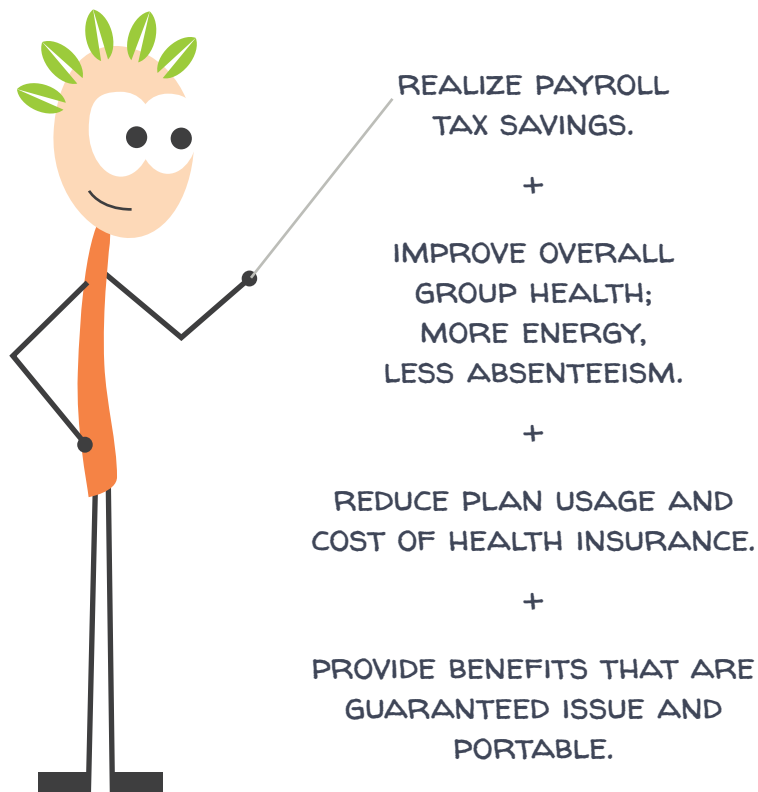 REALIZE PAYROLL
TAX SAVINGS.
+
IMPROVE OVERALL
GROUP HEALTH;
MORE ENERGY,
LESS ABSENTEEISM.
+
REDUCE PLAN USAGE AND
COST OF HEALTH INSURANCE.
+
PROVIDE BENEFITS THAT ARE
GUARANTEED ISSUE AND
PORTABLE.